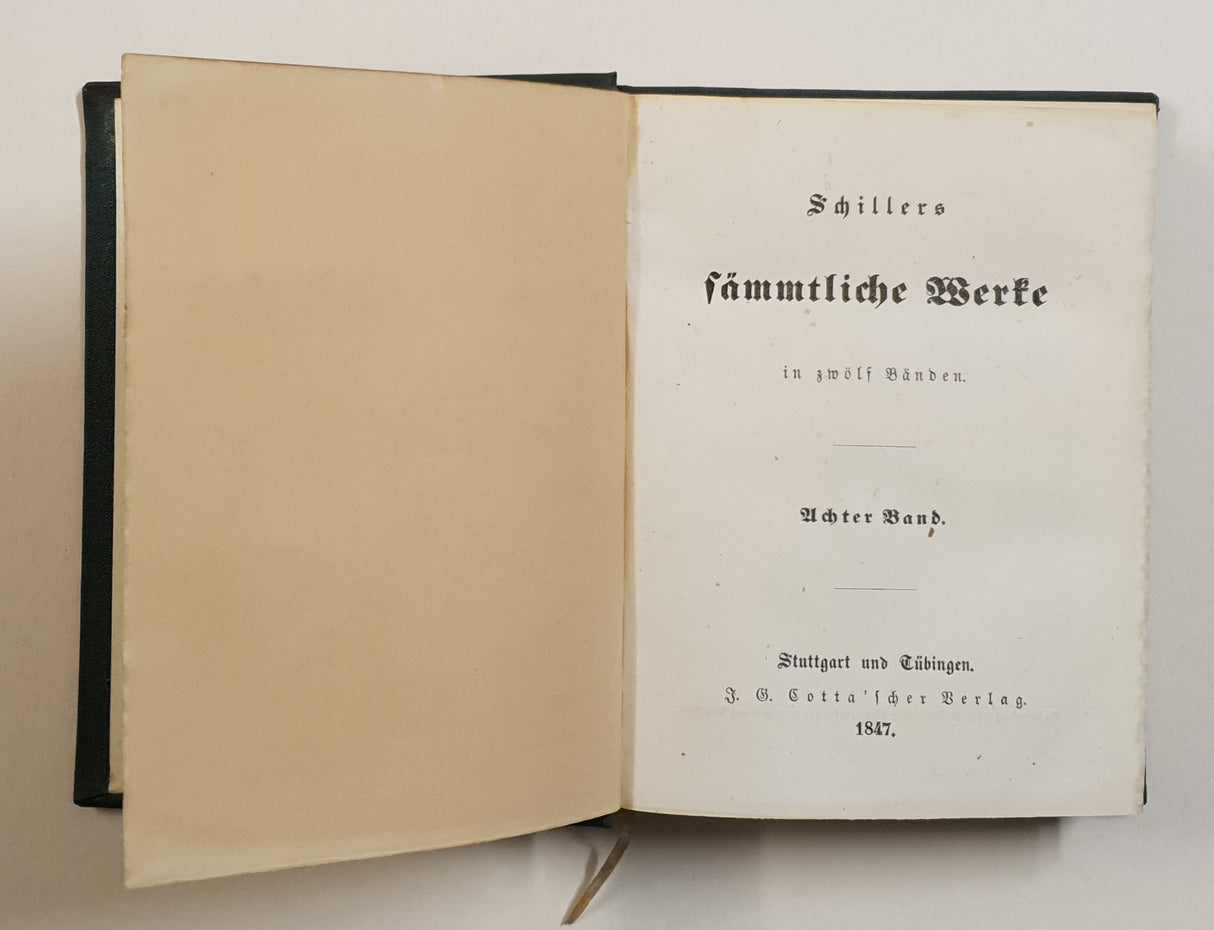 Schillers
ſämmtliche Werke
in zwölf Bänden.
Achter Band.
Stuttgart und Tübingen.
J. G. Cotta'ſcher Verlag.
1847.